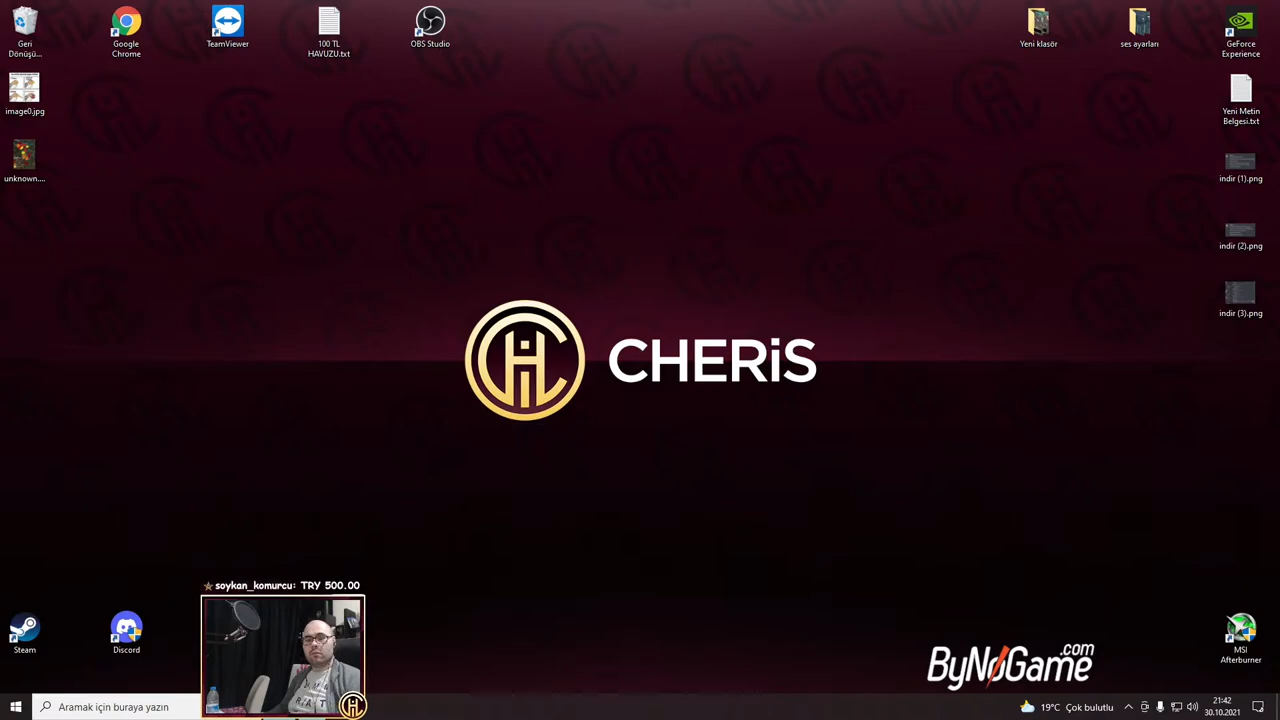 Geri
Dönüşü...
Google
Chrome
TeamViewer
100 TL
HAVUZU.txt
OBS Studio
Yeni klasör
ses ayarları
GeForce
Experience
image0.jpg
Yeni Metin
Belgesi.txt
unknown....
indir (1).png
indir (2).png
indir (3).png
CHERiS
soykan_komurcu: TRY 500.00
Steam
Discord
ByNoGame.com
MSI
Afterburner
Aramak için buraya yazın
19°C Çok bulutlu
21:42
30.10.2021